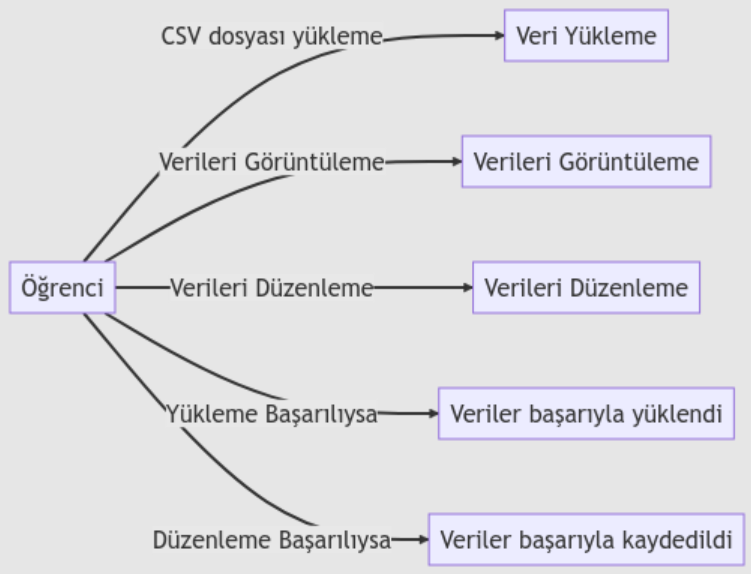 CSV dosyası yükleme
Veri Yükleme
Verileri Görüntüleme
Verileri Görüntüleme
Öğrenci
Verileri Düzenleme
Verileri Düzenleme
Yükleme Başarılıysa
Veriler başarıyla yüklendi
Düzenleme Başarılıysa
Veriler başarıyla kaydedildi